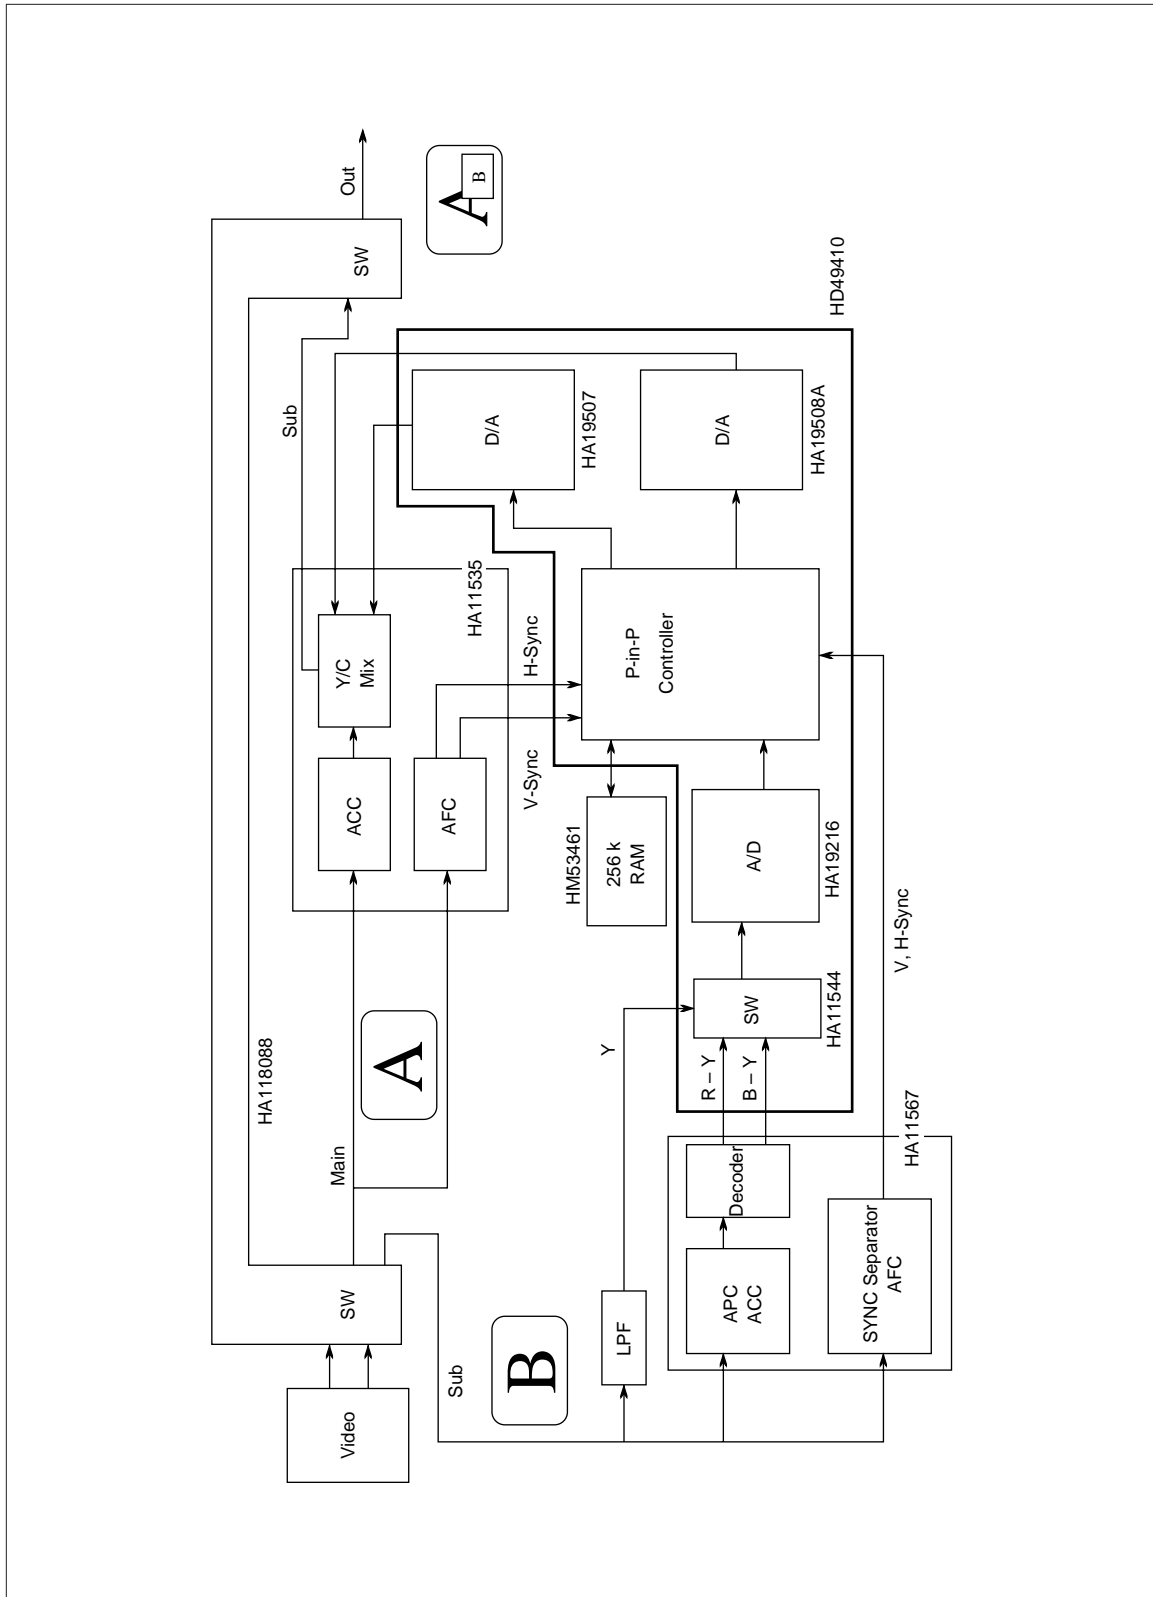 Video
SW
HA118088
Main
A
Sub
B
ACC
Y/C
Mix
AFC
HA11535
V-Sync
H-Sync
Sub
SW
Out
A
B
LPF
Y
APC
ACC
Decoder
SYNC Separator
AFC
HA11567
R – Y
B – Y
SW
HA11544
HM53461
256 k
RAM
A/D
HA19216
P-in-P
Controller
D/A
HA19507
D/A
HA19508A
HD49410
V, H-Sync